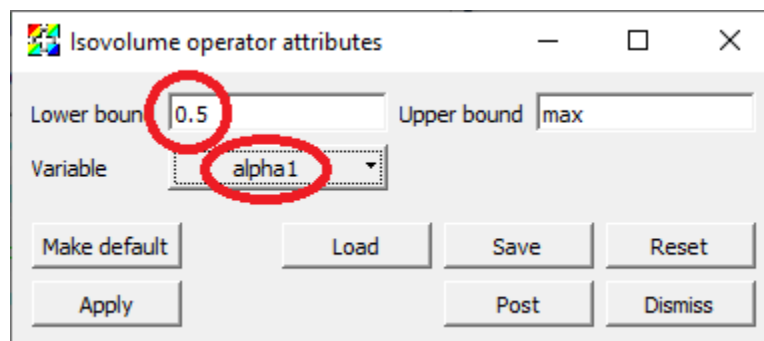 Isovolume operator attributes
Lower boun 0.5 Upper bound max
Variable alpha1
Make default Load Save Reset
Apply Post Dismiss